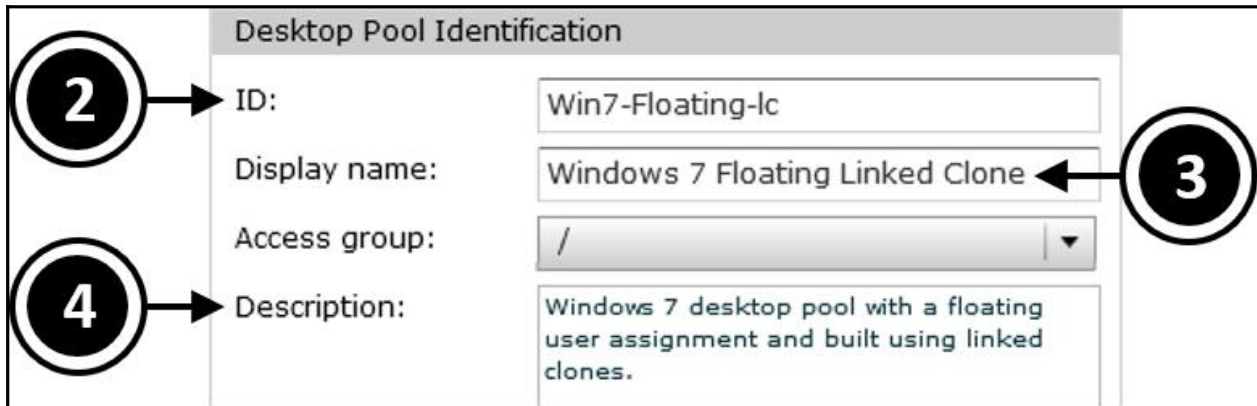 Desktop Pool Identification
2
ID:
Win7-Floating-lc
Display name:
Windows 7 Floating Linked Clone
3
Access group:
/
4
Description:
Windows 7 desktop pool with a floating
user assignment and built using linked
clones.